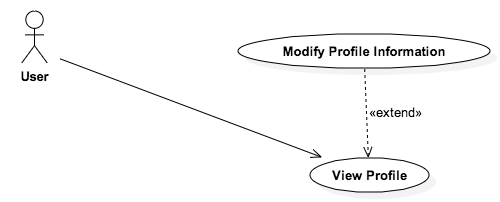 Modify Profile Information
User
«extend»
View Profile